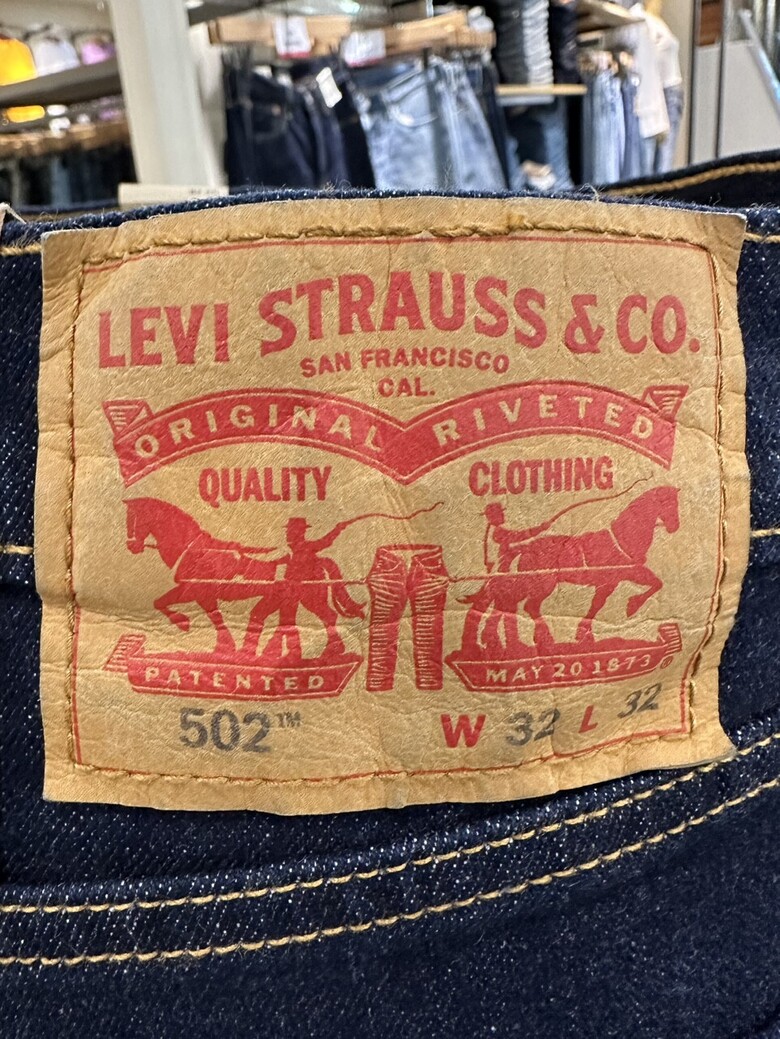 LEVI STRAUSS & CO.
SAN FRANCISCO
CAL.
ORIGINAL RIVETED
QUALITY CLOTHING
PATENTED MAY 20 1873 ®
502™ W 32 L 32